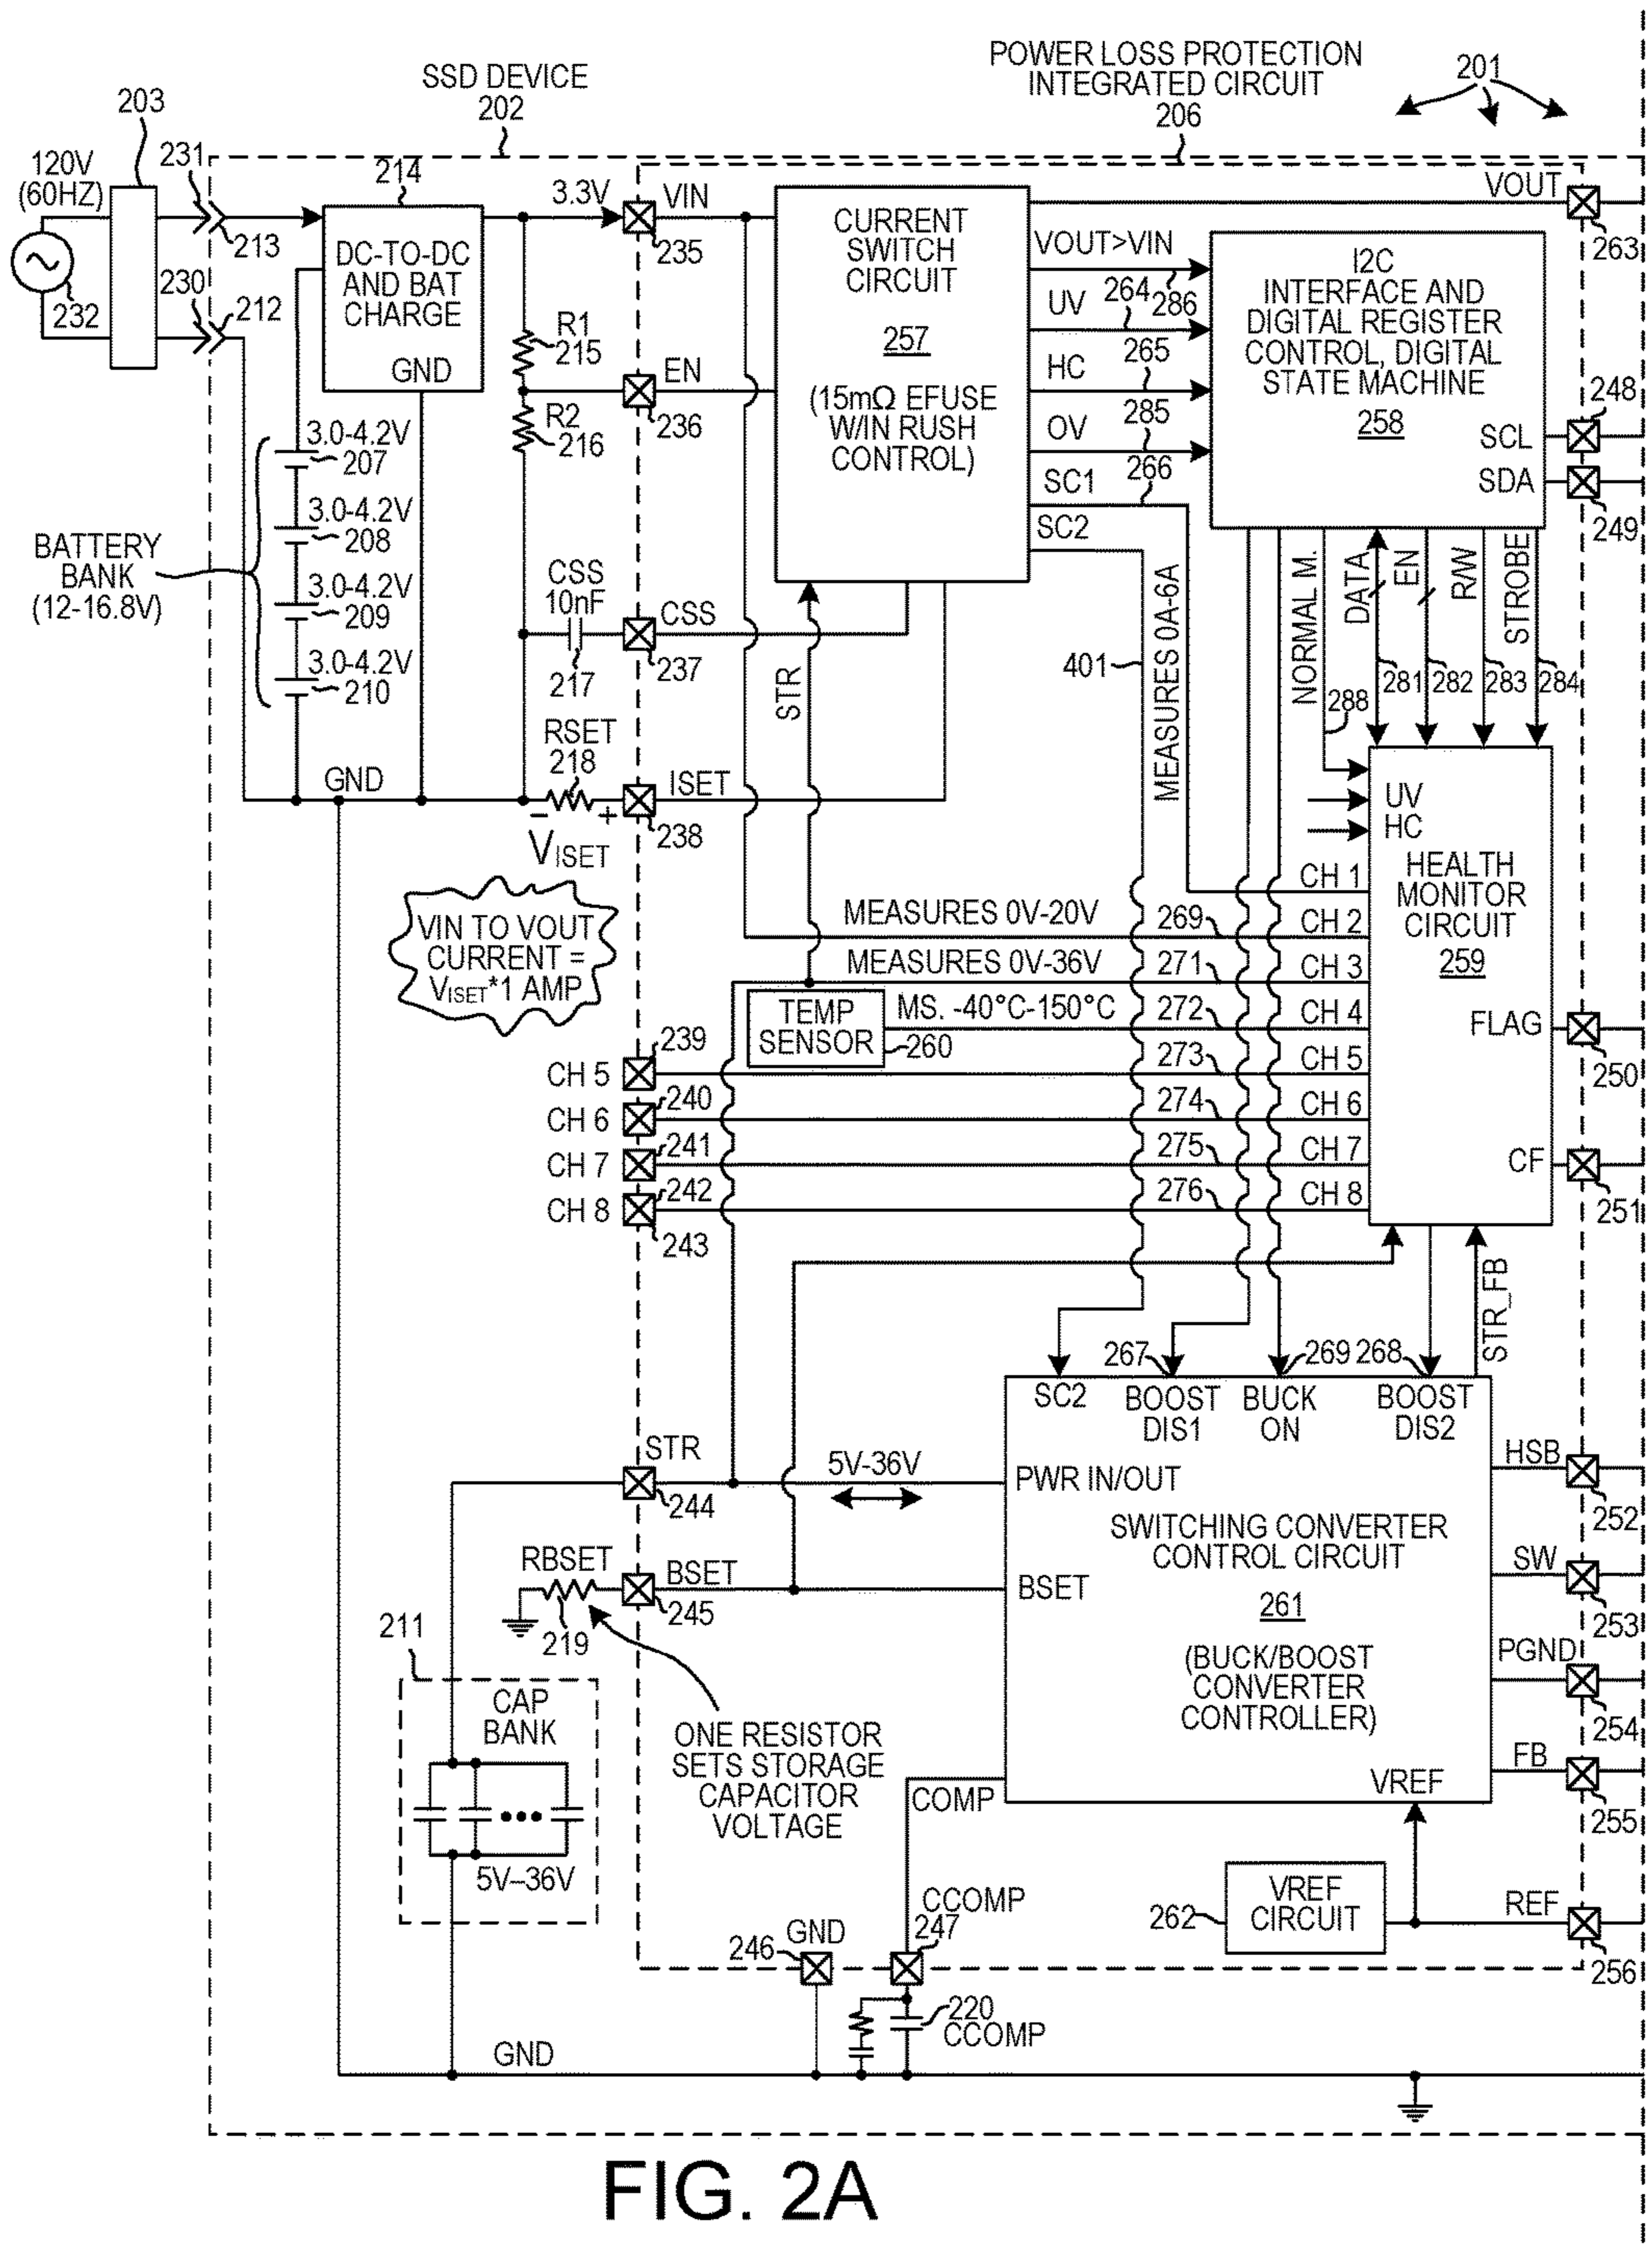 POWER LOSS PROTECTION
INTEGRATED CIRCUIT
206
201
SSD DEVICE
202
203
120V
(60HZ)
231
213
230
212
232
214
DC-TO-DC
AND BAT
CHARGE
GND
3.3V
VIN
235
R1
215
EN
R2
216
236
3.0-4.2V
207
3.0-4.2V
208
3.0-4.2V
209
3.0-4.2V
210
BATTERY
BANK
(12-16.8V)
CSS
10nF
217
CSS
237
RSET
218
ISET
238
GND
− +
VISET
VIN TO VOUT
CURRENT =
VISET*1 AMP
CURRENT
SWITCH
CIRCUIT
257
(15mΩ EFUSE
W/IN RUSH
CONTROL)
VOUT
263
VOUT>VIN
264
286
UV
265
HC
285
OV
266
SC1
SC2
I2C
INTERFACE AND
DIGITAL REGISTER
CONTROL, DIGITAL
STATE MACHINE
258
SCL
248
SDA
249
STR
401
MEASURES 0A-6A
NORMAL M.
288
DATA
281
EN
282
R/W
283
STROBE
284
UV
HC
HEALTH
MONITOR
CIRCUIT
259
CH 1
MEASURES 0V-20V
269
CH 2
MEASURES 0V-36V
271
CH 3
TEMP
SENSOR
260
MS. -40°C-150°C
272
CH 4
FLAG
250
CH 5
239
273
CH 5
CH 6
240
274
CH 6
CH 7
241
275
CH 7
CF
251
CH 8
242
276
CH 8
243
STR_FB
267
269
268
SC2
BOOST
DIS1
BUCK
ON
BOOST
DIS2
STR
244
5V-36V
PWR IN/OUT
HSB
252
SWITCHING CONVERTER
CONTROL CIRCUIT
261
(BUCK/BOOST
CONVERTER
CONTROLLER)
RBSET
219
BSET
245
BSET
SW
253
PGND
254
FB
255
211
CAP
BANK
5V–36V
ONE RESISTOR
SETS STORAGE
CAPACITOR
VOLTAGE
COMP
VREF
VREF
CIRCUIT
262
REF
256
CCOMP
247
GND
246
220
CCOMP
GND
FIG. 2A